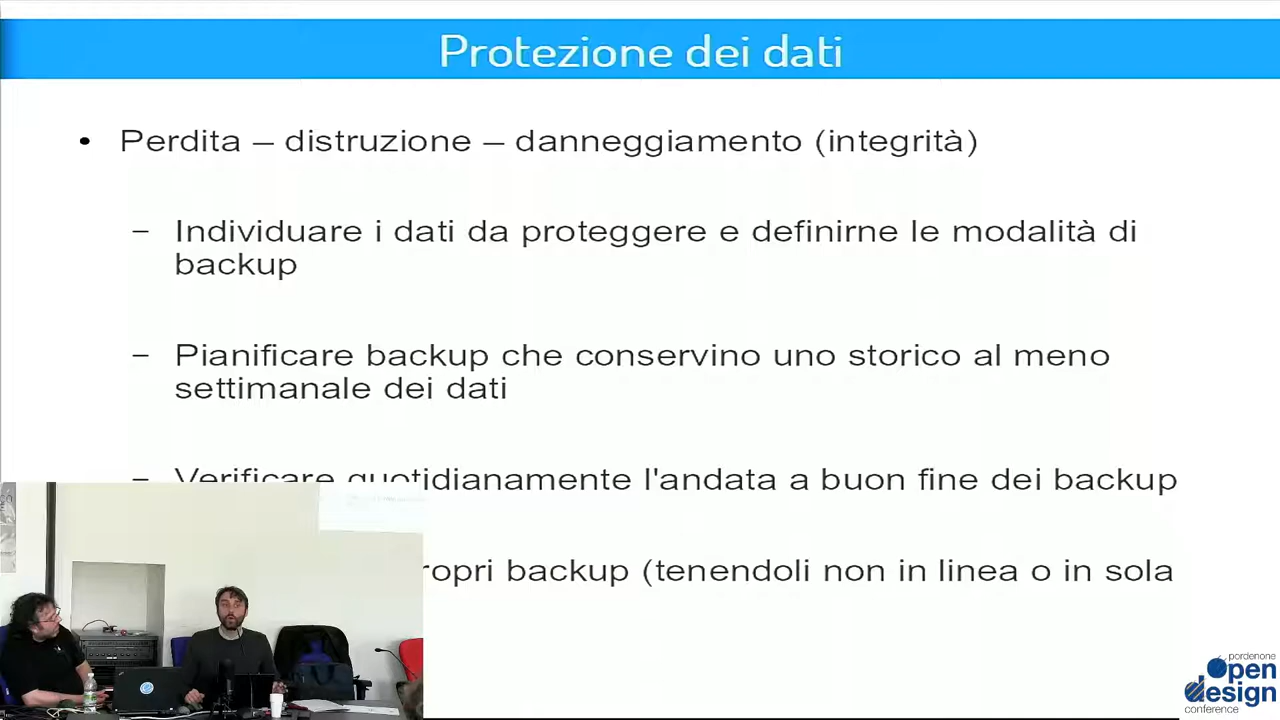 Protezione dei dati
• Perdita – distruzione – danneggiamento (integrità)
– Individuare i dati da proteggere e definirne le modalità di
backup
– Pianificare backup che conservino uno storico al meno
settimanale dei dati
– Verificare quotidianamente l'andata a buon fine dei backup
ropri backup (tenendoli non in linea o in sola
pordenone
open
design
conference